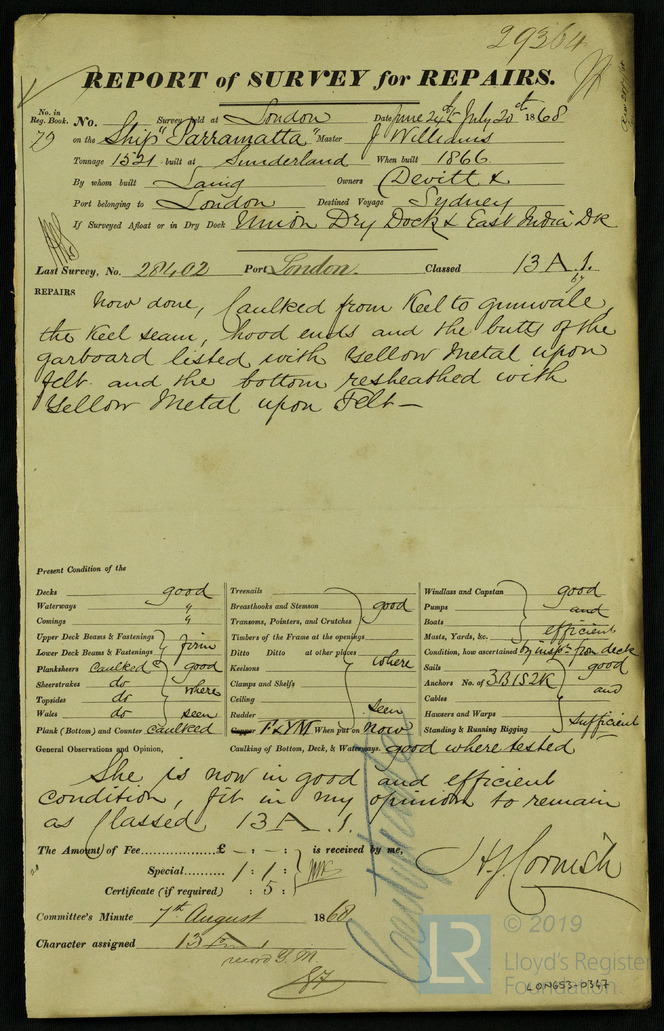 29364
REPORT of SURVEY for REPAIRS.
No. in Reg. Book. No. Survey held at London Date June 24th July 20th 1868
79 on the Ship "Parramatta" Master J Williams
Tonnage 1521 built at Sunderland When built 1866
By whom built Laing Owners Devitt &
Port belonging to London Destined Voyage Sydney
If Surveyed Afloat or in Dry Dock Union Dry Dock & East India Dk
Last Survey, No. 28402 Port London. Classed 13 A.1.
REPAIRS Now done, Caulked from Keel to gunwale,
the Keel seam, hood ends and the butts of the
garboard listed with Yellow Metal upon
felt and the bottom resheathed with
Yellow Metal upon Felt —
Present Condition of the
Decks good
Waterways "
Comings "
Upper Deck Beams & Fastenings
Lower Deck Beams & Fastenings firm
Planksheers Caulked good
Sheerstrakes do where
Topsides do
Wales do seen
Plank (Bottom) and Counter caulked
Treenails
Breasthooks and Stemson good
Transoms, Pointers, and Crutches
Timbers of the Frame at the openings
Ditto Ditto at other places where
Keelsons
Clamps and Shelfs
Ceiling
Rudder seen
Copper F&YM When put on now
Windlass and Capstan good
Pumps and
Boats
Masts, Yards, &c. efficient
Condition, how ascertained by inspn from deck
Sails good
Anchors No. of 3B1S2K and
Cables
Hawsers and Warps sufficient
Standing & Running Rigging
General Observations and Opinion, Caulking of Bottom, Deck, & Waterways. good where tested
She is now in good and efficient
condition, fit in my opinion to remain
as Classed 13 A.1.
The Amount of Fee £ - : - : is received by me,
Special 1 : 1 :
Certificate (if required) : 5 :
H J Cornish
Committee's Minute 7th August 1868
Character assigned 13 A 1
record Y.M.
LR
© 2019
Lloyd's Register
Foundation
LON653-0367